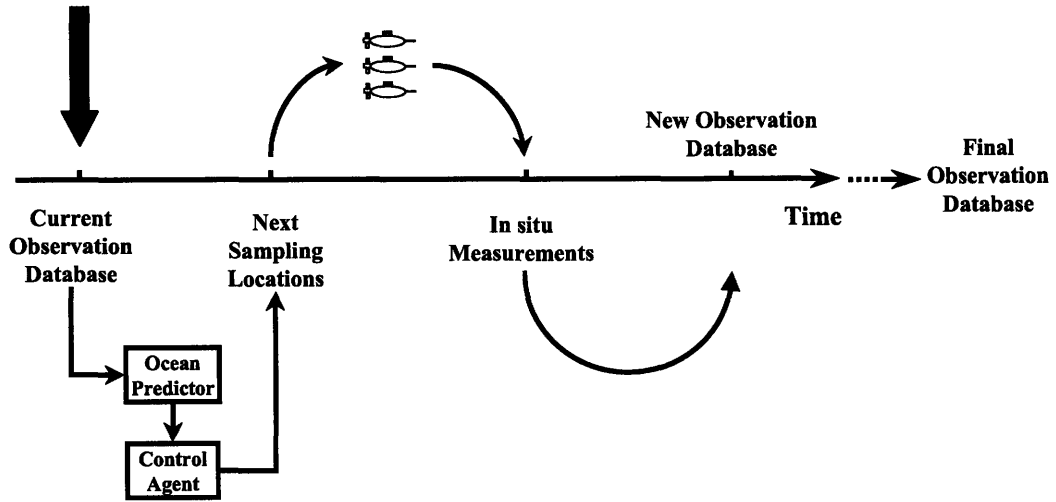 New Observation
Database
Final
Observation
Database
Time
Current
Observation
Database
Next
Sampling
Locations
In situ
Measurements
Ocean
Predictor
Control
Agent